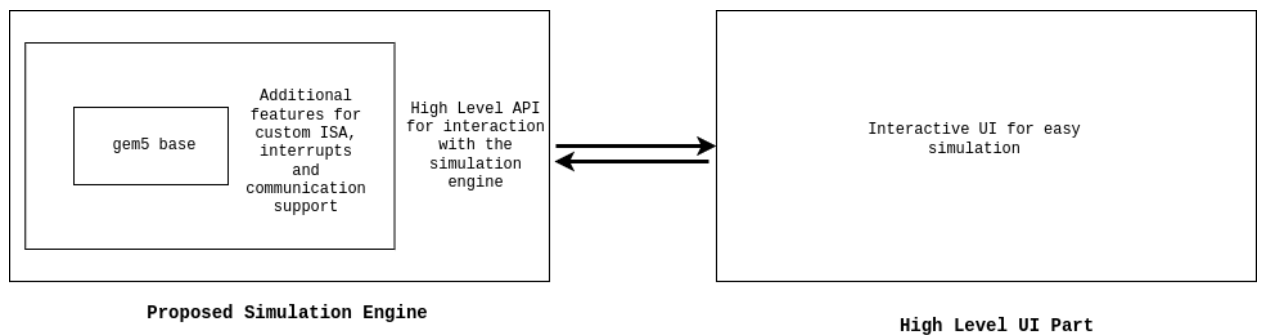 gem5 base
Additional
features for
custom ISA,
interrupts
and
communication
support
High Level API
for interaction
with the
simulation
engine
Interactive UI for easy
simulation
Proposed Simulation Engine
High Level UI Part